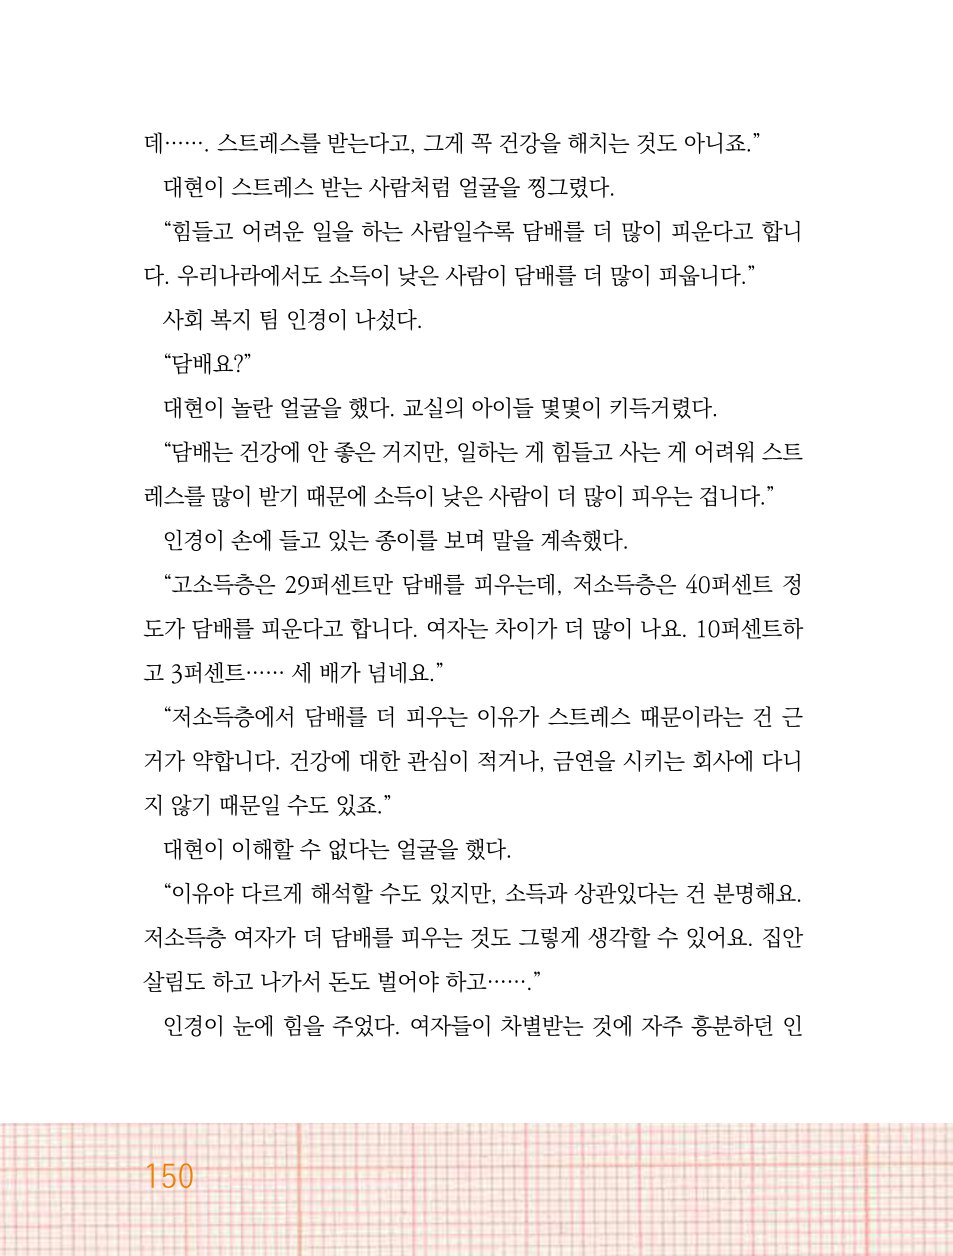 데……. 스트레스를 받는다고, 그게 꼭 건강을 해치는 것도 아니죠.”
대현이 스트레스 받는 사람처럼 얼굴을 찡그렸다.
“힘들고 어려운 일을 하는 사람일수록 담배를 더 많이 피운다고 합니
다. 우리나라에서도 소득이 낮은 사람이 담배를 더 많이 피웁니다.”
사회 복지 팀 인경이 나섰다.
“담배요?”
대현이 놀란 얼굴을 했다. 교실의 아이들 몇몇이 키득거렸다.
“담배는 건강에 안 좋은 거지만, 일하는 게 힘들고 사는 게 어려워 스트
레스를 많이 받기 때문에 소득이 낮은 사람이 더 많이 피우는 겁니다.”
인경이 손에 들고 있는 종이를 보며 말을 계속했다.
“고소득층은 29퍼센트만 담배를 피우는데, 저소득층은 40퍼센트 정
도가 담배를 피운다고 합니다. 여자는 차이가 더 많이 나요. 10퍼센트하
고 3퍼센트…… 세 배가 넘네요.”
“저소득층에서 담배를 더 피우는 이유가 스트레스 때문이라는 건 근
거가 약합니다. 건강에 대한 관심이 적거나, 금연을 시키는 회사에 다니
지 않기 때문일 수도 있죠.”
대현이 이해할 수 없다는 얼굴을 했다.
“이유야 다르게 해석할 수도 있지만, 소득과 상관있다는 건 분명해요.
저소득층 여자가 더 담배를 피우는 것도 그렇게 생각할 수 있어요. 집안
살림도 하고 나가서 돈도 벌어야 하고…….”
인경이 눈에 힘을 주었다. 여자들이 차별받는 것에 자주 흥분하던 인
150